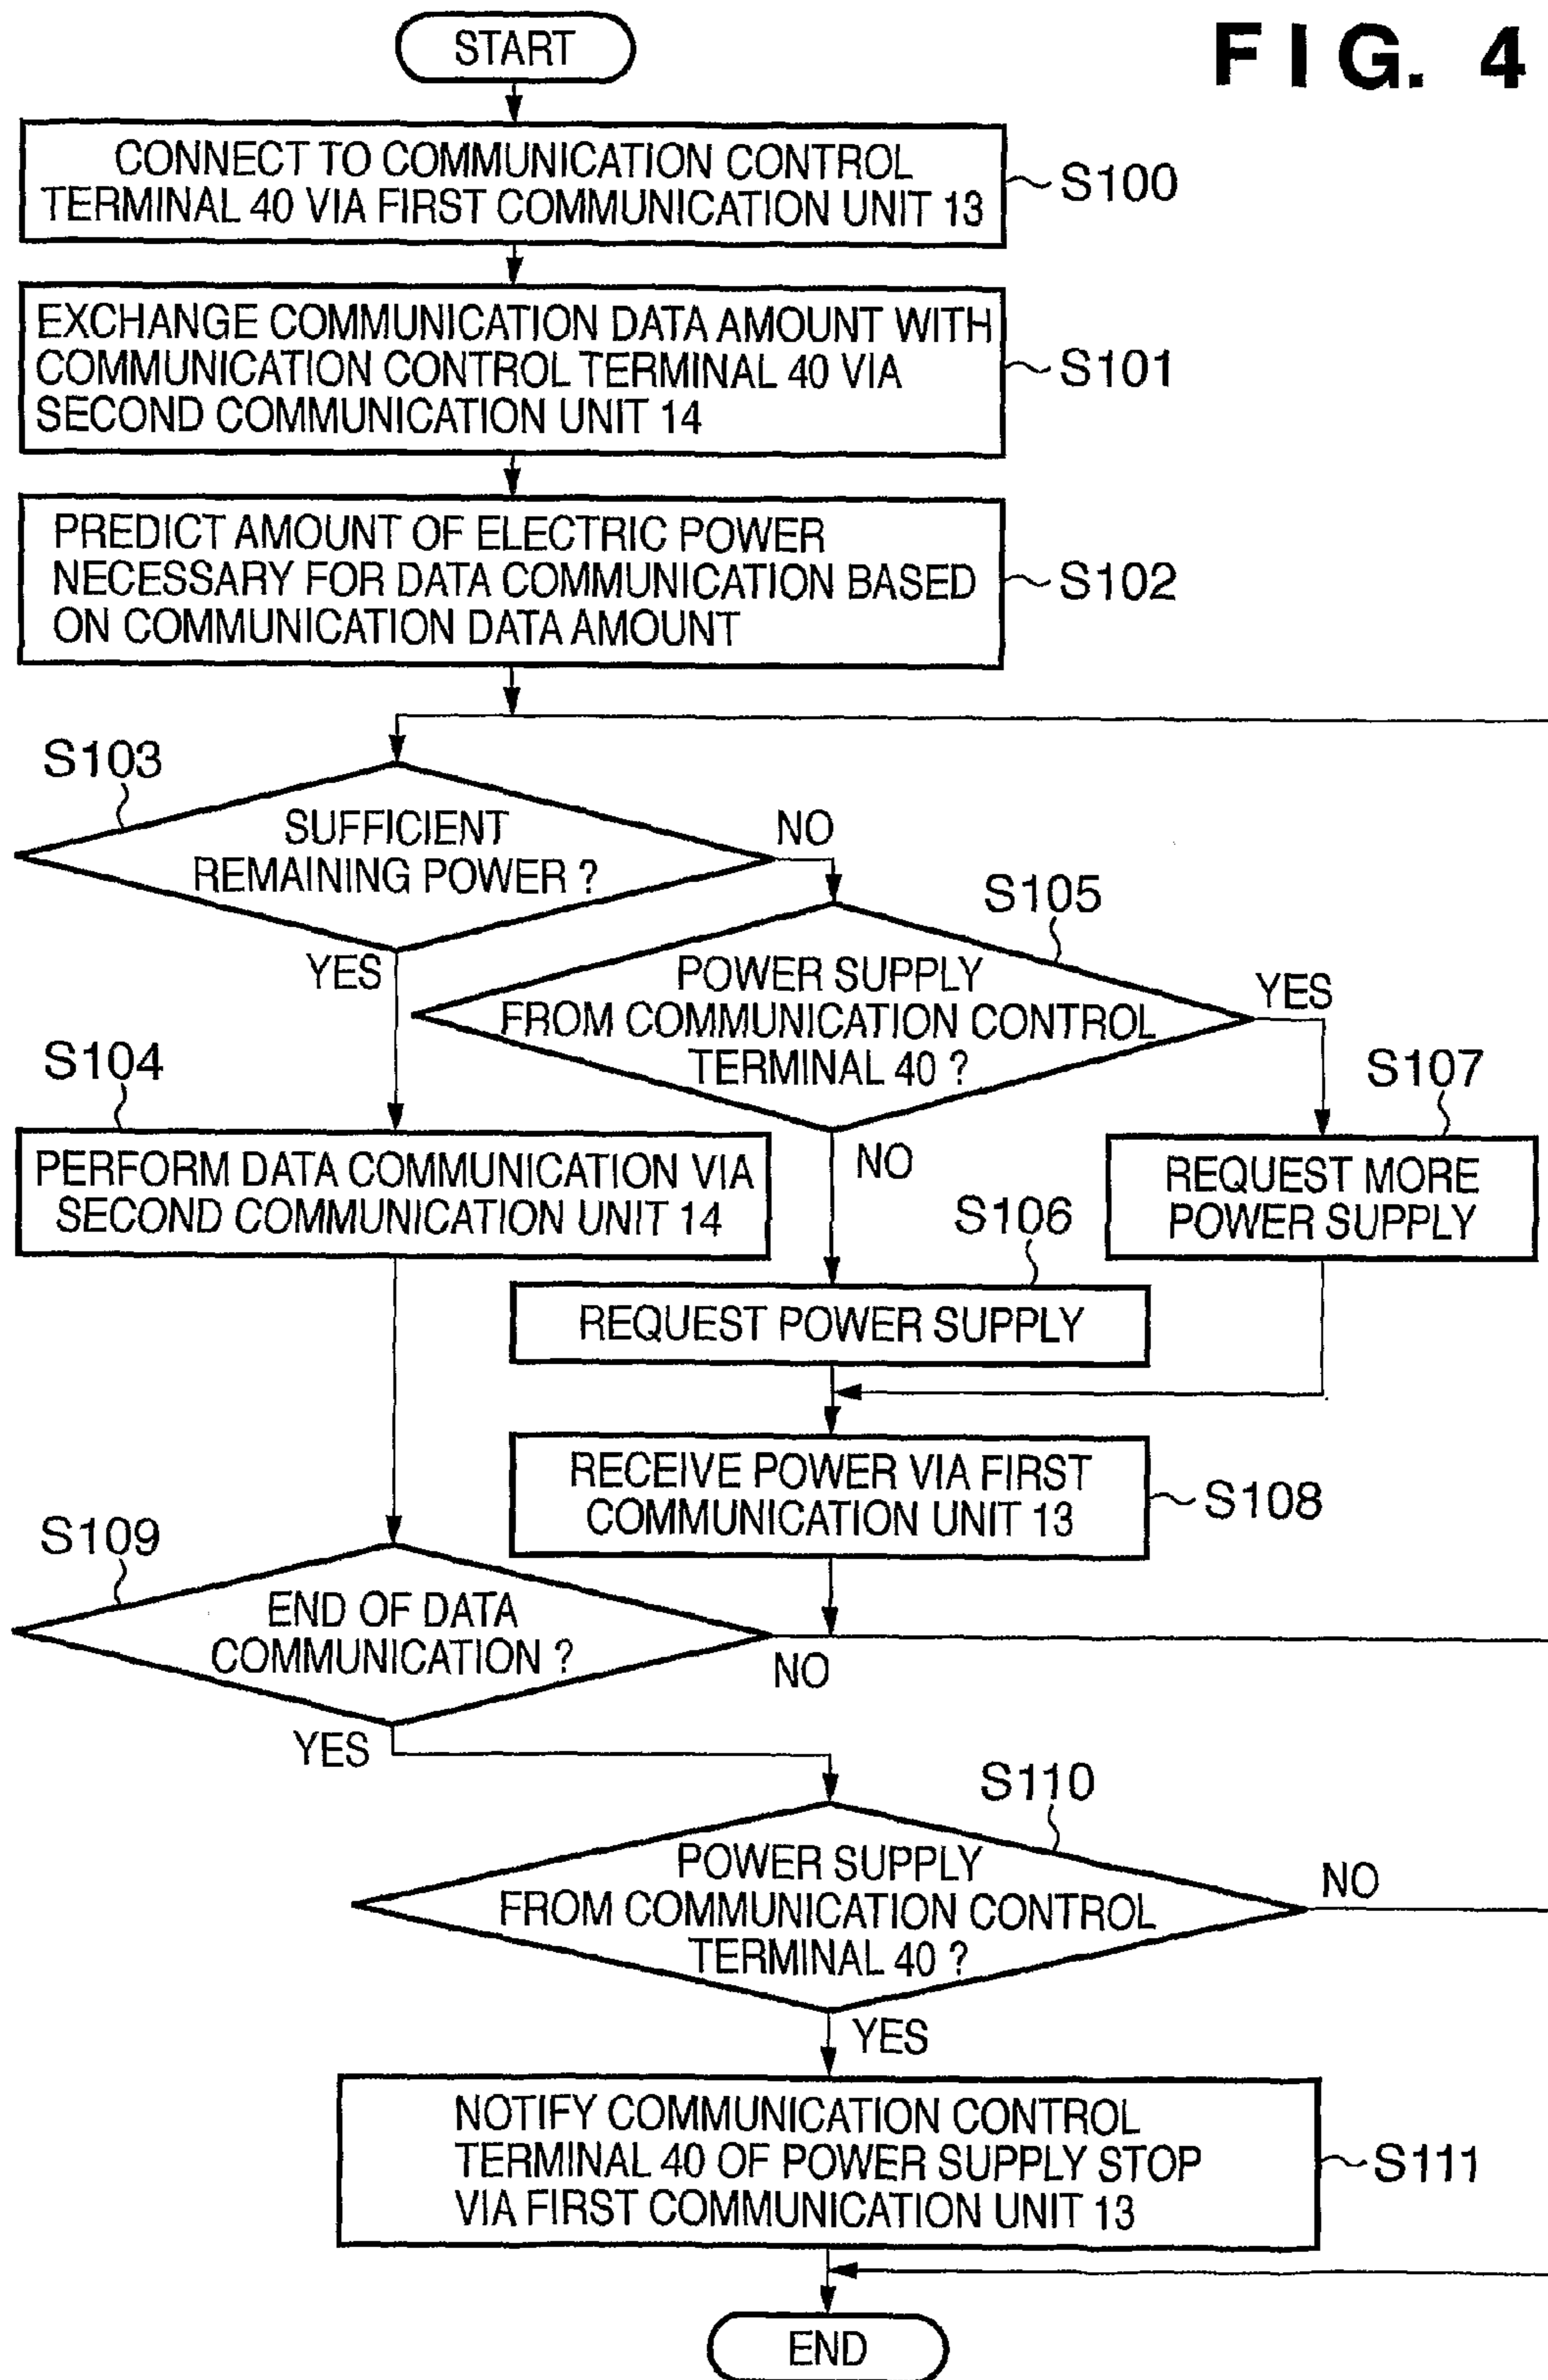 FIG. 4
START
CONNECT TO COMMUNICATION CONTROL
TERMINAL 40 VIA FIRST COMMUNICATION UNIT 13
S100
EXCHANGE COMMUNICATION DATA AMOUNT WITH
COMMUNICATION CONTROL TERMINAL 40 VIA
SECOND COMMUNICATION UNIT 14
S101
PREDICT AMOUNT OF ELECTRIC POWER
NECESSARY FOR DATA COMMUNICATION BASED
ON COMMUNICATION DATA AMOUNT
S102
S103
SUFFICIENT
REMAINING POWER ?
NO
YES
S105
POWER SUPPLY
FROM COMMUNICATION CONTROL
TERMINAL 40 ?
YES
NO
S104
PERFORM DATA COMMUNICATION VIA
SECOND COMMUNICATION UNIT 14
S107
REQUEST MORE
POWER SUPPLY
S106
REQUEST POWER SUPPLY
RECEIVE POWER VIA FIRST
COMMUNICATION UNIT 13
S108
S109
END OF DATA
COMMUNICATION ?
NO
YES
S110
POWER SUPPLY
FROM COMMUNICATION CONTROL
TERMINAL 40 ?
NO
YES
NOTIFY COMMUNICATION CONTROL
TERMINAL 40 OF POWER SUPPLY STOP
VIA FIRST COMMUNICATION UNIT 13
S111
END